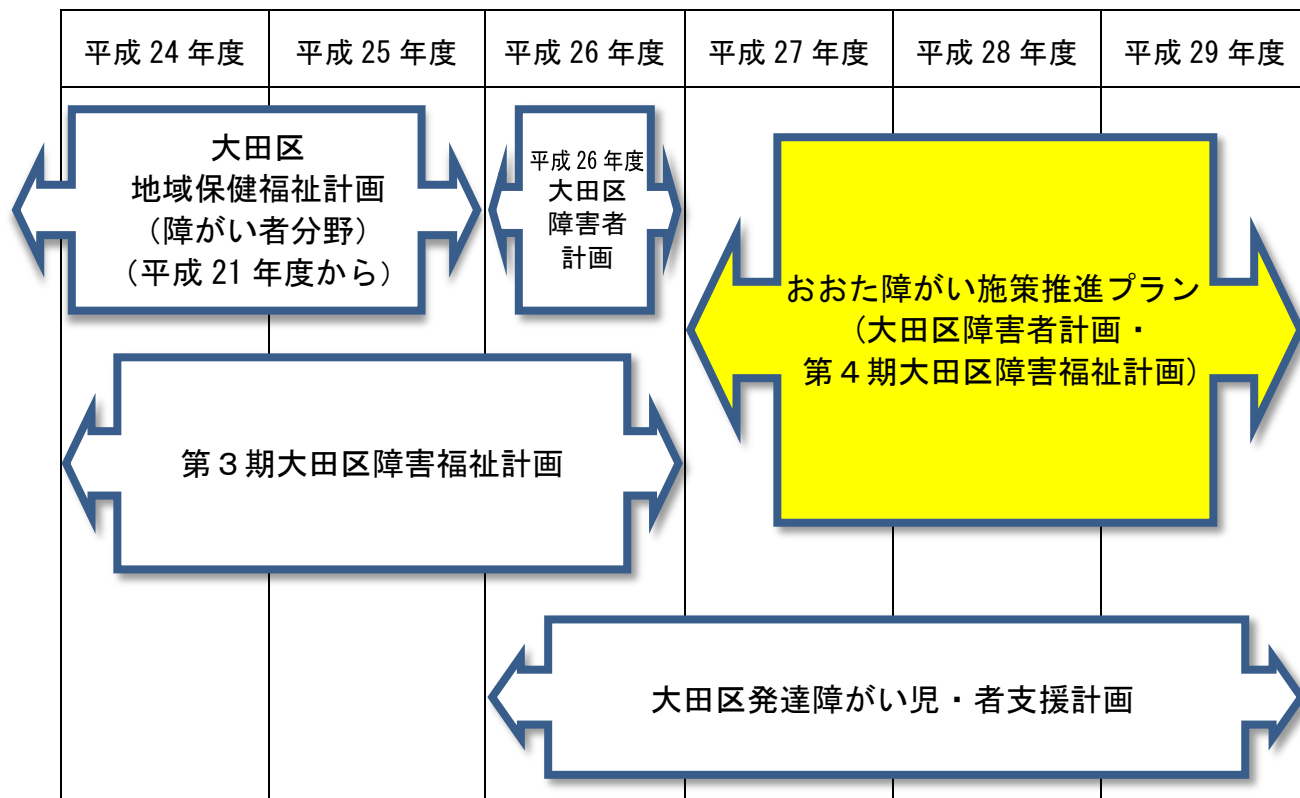 平成 24 年度
平成 25 年度
平成 26 年度
平成 27 年度
平成 28 年度
平成 29 年度
大田区
地域保健福祉計画
（障がい者分野）
（平成 21 年度から）
平成 26 年度
大田区
障害者
計画
おおた障がい施策推進プラン
（大田区障害者計画・
第４期大田区障害福祉計画）
第３期大田区障害福祉計画
大田区発達障がい児・者支援計画